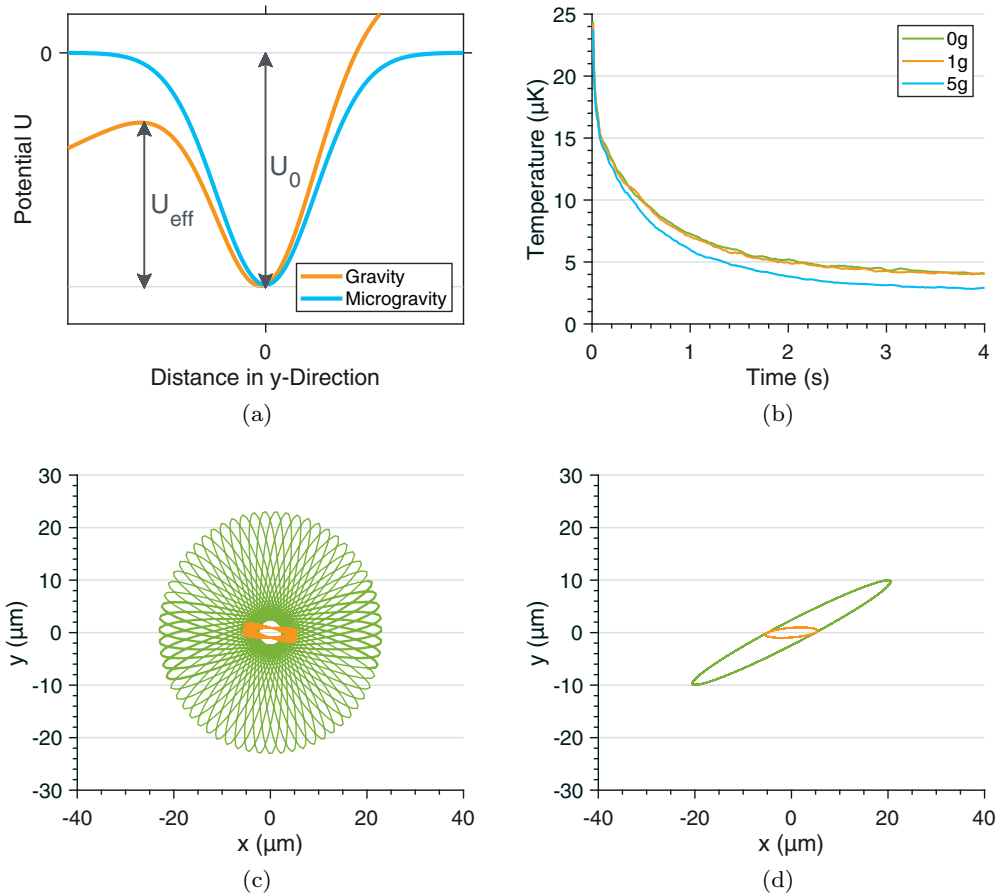 0
Potential U
U_eff
U_0
Gravity
Microgravity
0
Distance in y-Direction
(a)
25
20
15
10
5
0
Temperature (µK)
0g
1g
5g
0 1 2 3 4
Time (s)
(b)
30
20
10
0
-10
-20
-30
y (µm)
-40 -20 0 20 40
x (µm)
(c)
30
20
10
0
-10
-20
-30
y (µm)
-40 -20 0 20 40
x (µm)
(d)